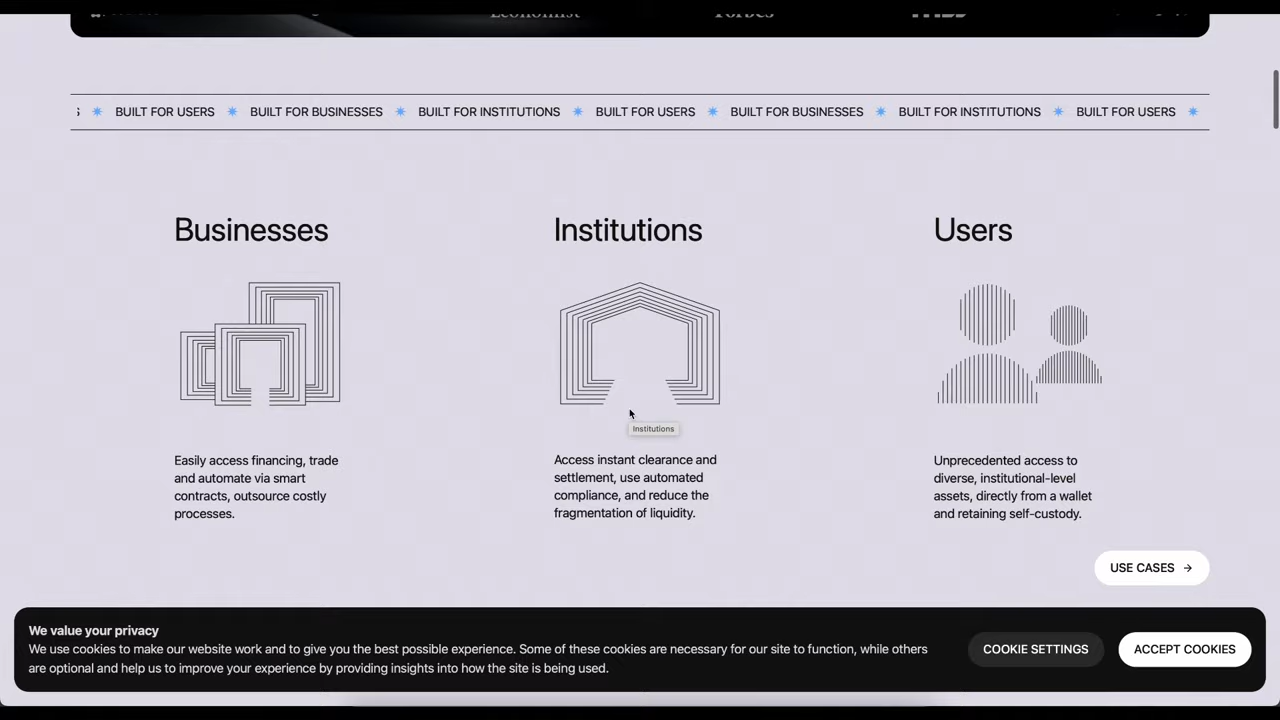 Economist
Forbes
BUILT FOR USERS BUILT FOR BUSINESSES BUILT FOR INSTITUTIONS BUILT FOR USERS BUILT FOR BUSINESSES BUILT FOR INSTITUTIONS BUILT FOR USERS
Businesses
Institutions
Users
Institutions
Easily access financing, trade
and automate via smart
contracts, outsource costly
processes.
Access instant clearance and
settlement, use automated
compliance, and reduce the
fragmentation of liquidity.
Unprecedented access to
diverse, institutional-level
assets, directly from a wallet
and retaining self-custody.
USE CASES
We value your privacy
We use cookies to make our website work and to give you the best possible experience. Some of these cookies are necessary for our site to function, while others
are optional and help us to improve your experience by providing insights into how the site is being used.
COOKIE SETTINGS
ACCEPT COOKIES